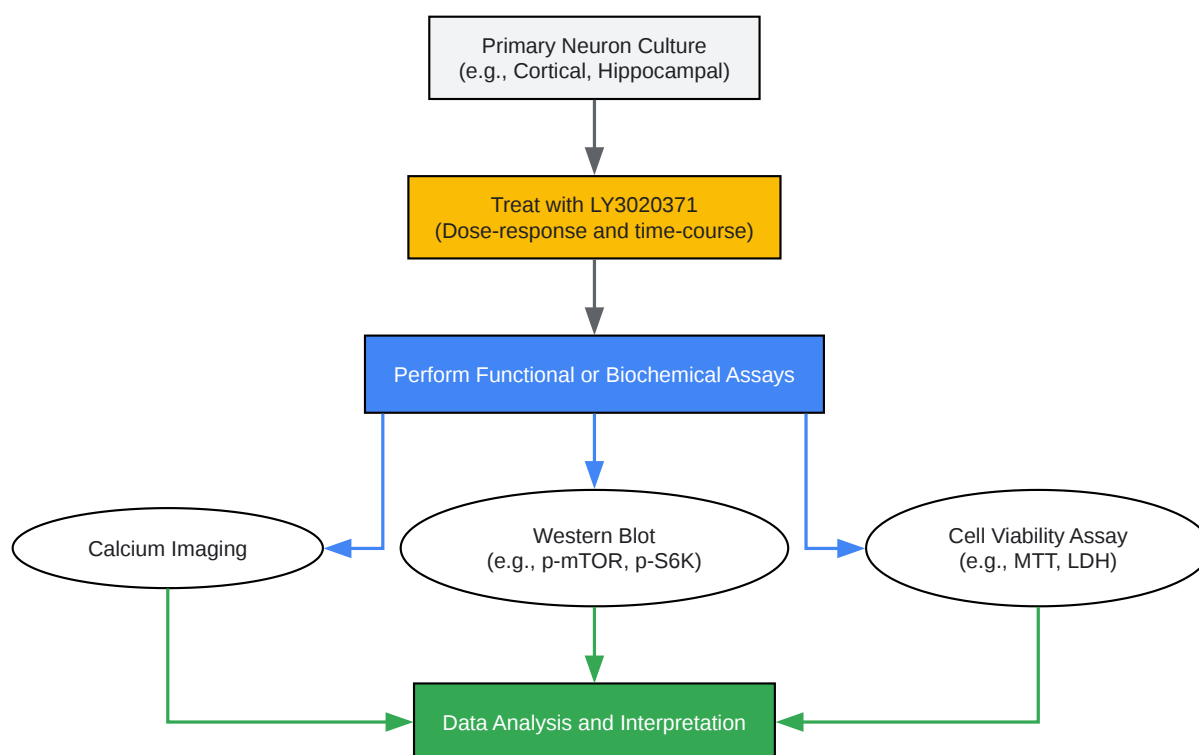 Primary Neuron Culture
(e.g., Cortical, Hippocampal)
Treat with LY3020371
(Dose-response and time-course)
Perform Functional or Biochemical Assays
Calcium Imaging
Western Blot
(e.g., p-mTOR, p-S6K)
Cell Viability Assay
(e.g., MTT, LDH)
Data Analysis and Interpretation